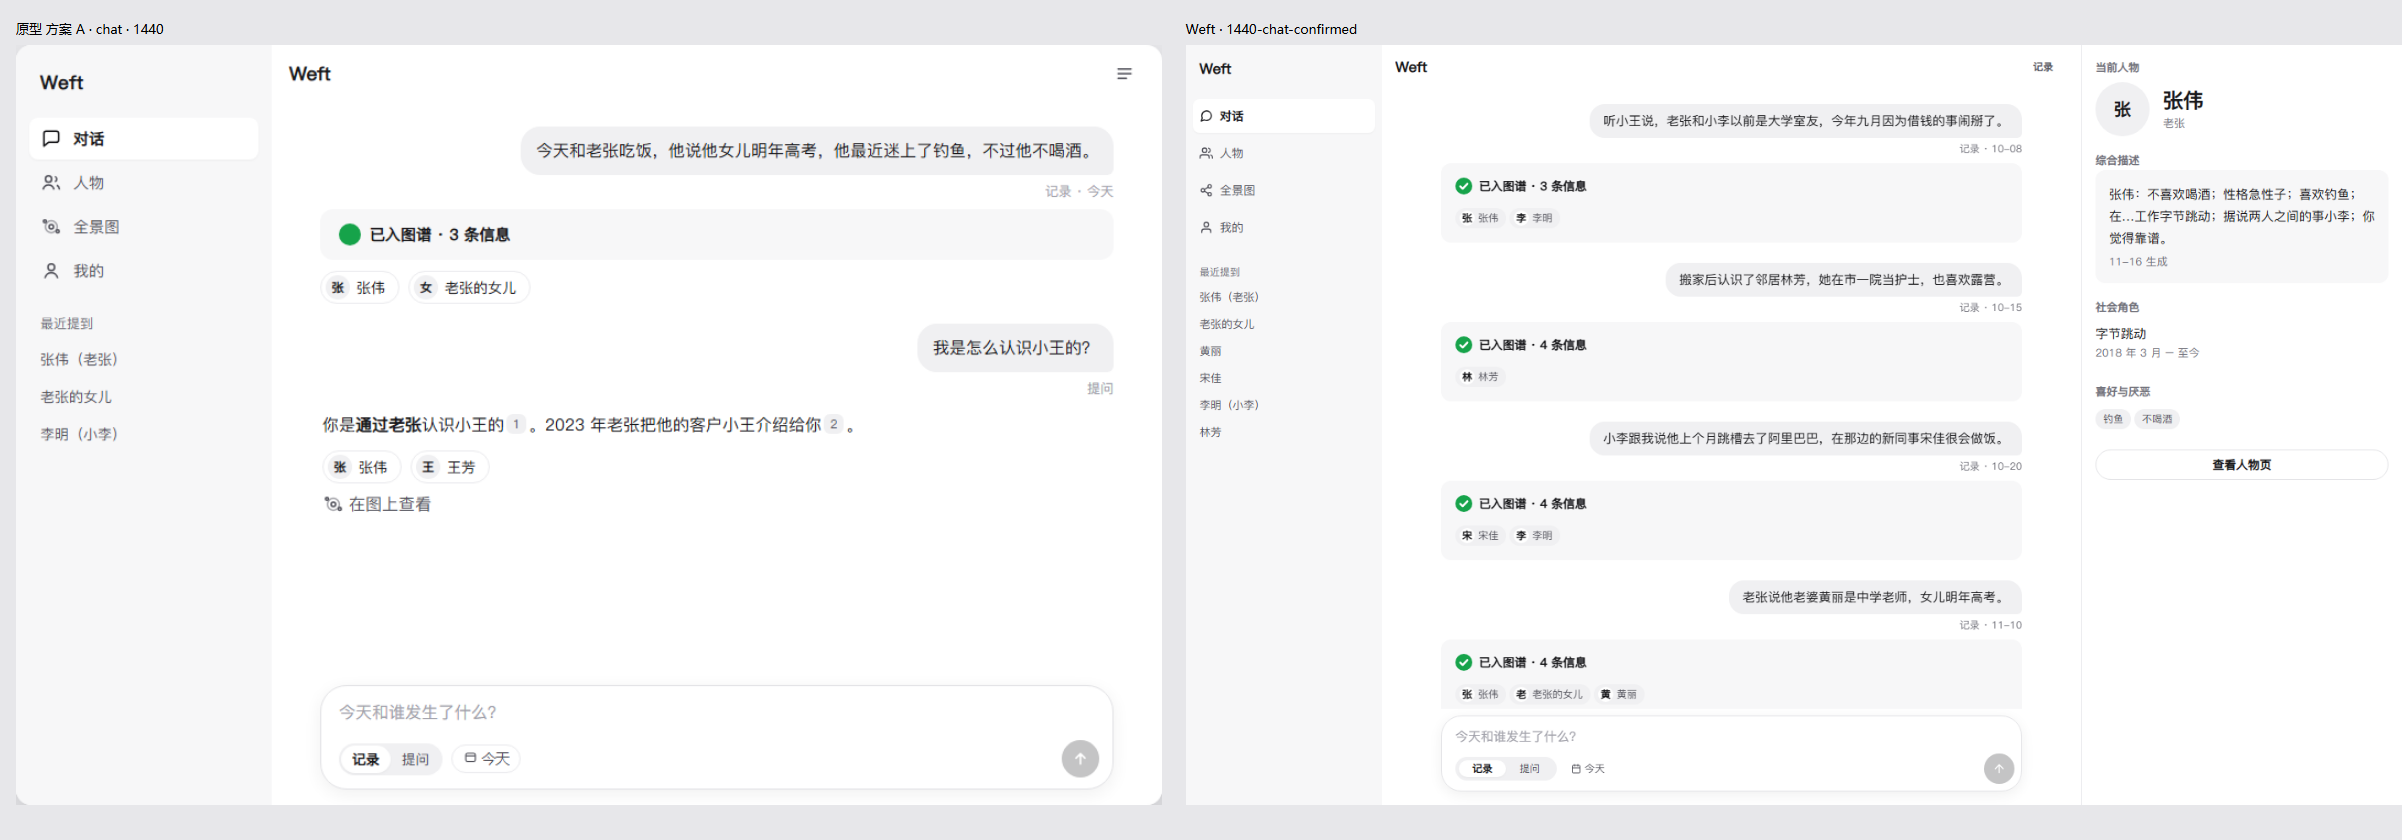 原型 方案 A · chat · 1440
Weft
对话
人物
全景图
我的
最近提到
张伟（老张）
老张的女儿
李明（小李）
Weft
今天和老张吃饭，他说他女儿明年高考，他最近迷上了钓鱼，不过他不喝酒。
记录 · 今天
已入图谱 · 3 条信息
张 张伟
女 老张的女儿
我是怎么认识小王的？
提问
你是通过老张认识小王的 1 。2023 年老张把他的客户小王介绍给你 2 。
张 张伟
王 王芳
在图上查看
今天和谁发生了什么？
记录 提问 今天
Weft · 1440-chat-confirmed
Weft
对话
人物
全景图
我的
最近提到
张伟（老张）
老张的女儿
黄丽
宋佳
李明（小李）
林芳
Weft
记录
听小王说，老张和小李以前是大学室友，今年九月因为借钱的事闹掰了。
记录 · 10-08
已入图谱 · 3 条信息
张 张伟 李 李明
搬家后认识了邻居林芳，她在市一院当护士，也喜欢露营。
记录 · 10-15
已入图谱 · 4 条信息
林 林芳
小李跟我说他上个月跳槽去了阿里巴巴，在那边的新同事宋佳很会做饭。
记录 · 10-20
已入图谱 · 4 条信息
宋 宋佳 李 李明
老张说他老婆黄丽是中学老师，女儿明年高考。
记录 · 11-10
已入图谱 · 4 条信息
张 张伟 老 老张的女儿 黄 黄丽
今天和谁发生了什么？
记录 提问 今天
当前人物
张 张伟
老张
综合描述
张伟：不喜欢喝酒；性格急性子；喜欢钓鱼；
在…工作字节跳动；据说两人之间的事小李；你
觉得靠谱。
11-16 生成
社会角色
字节跳动
2018 年 3 月 — 至今
喜好与厌恶
钓鱼 不喝酒
查看人物页